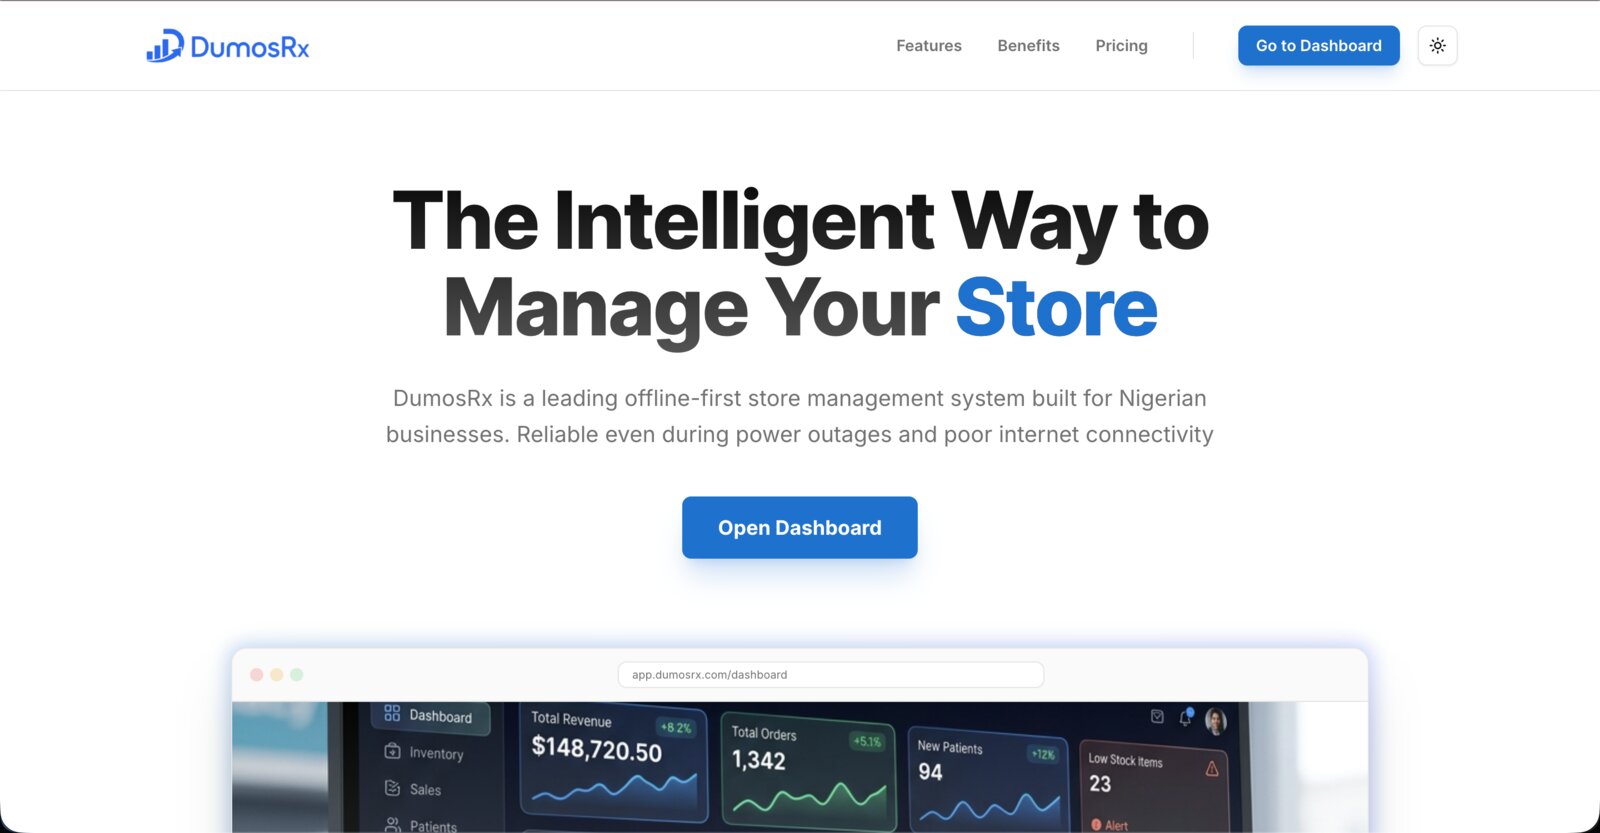 DumosRx
Features
Benefits
Pricing
Go to Dashboard
The Intelligent Way to
Manage Your Store
DumosRx is a leading offline-first store management system built for Nigerian
businesses. Reliable even during power outages and poor internet connectivity
Open Dashboard
app.dumosrx.com/dashboard
Dashboard
Inventory
Sales
Patients
Total Revenue
+8.2%
$148,720.50
Total Orders
+5.1%
1,342
New Patients
+12%
94
Low Stock Items
23
Alert